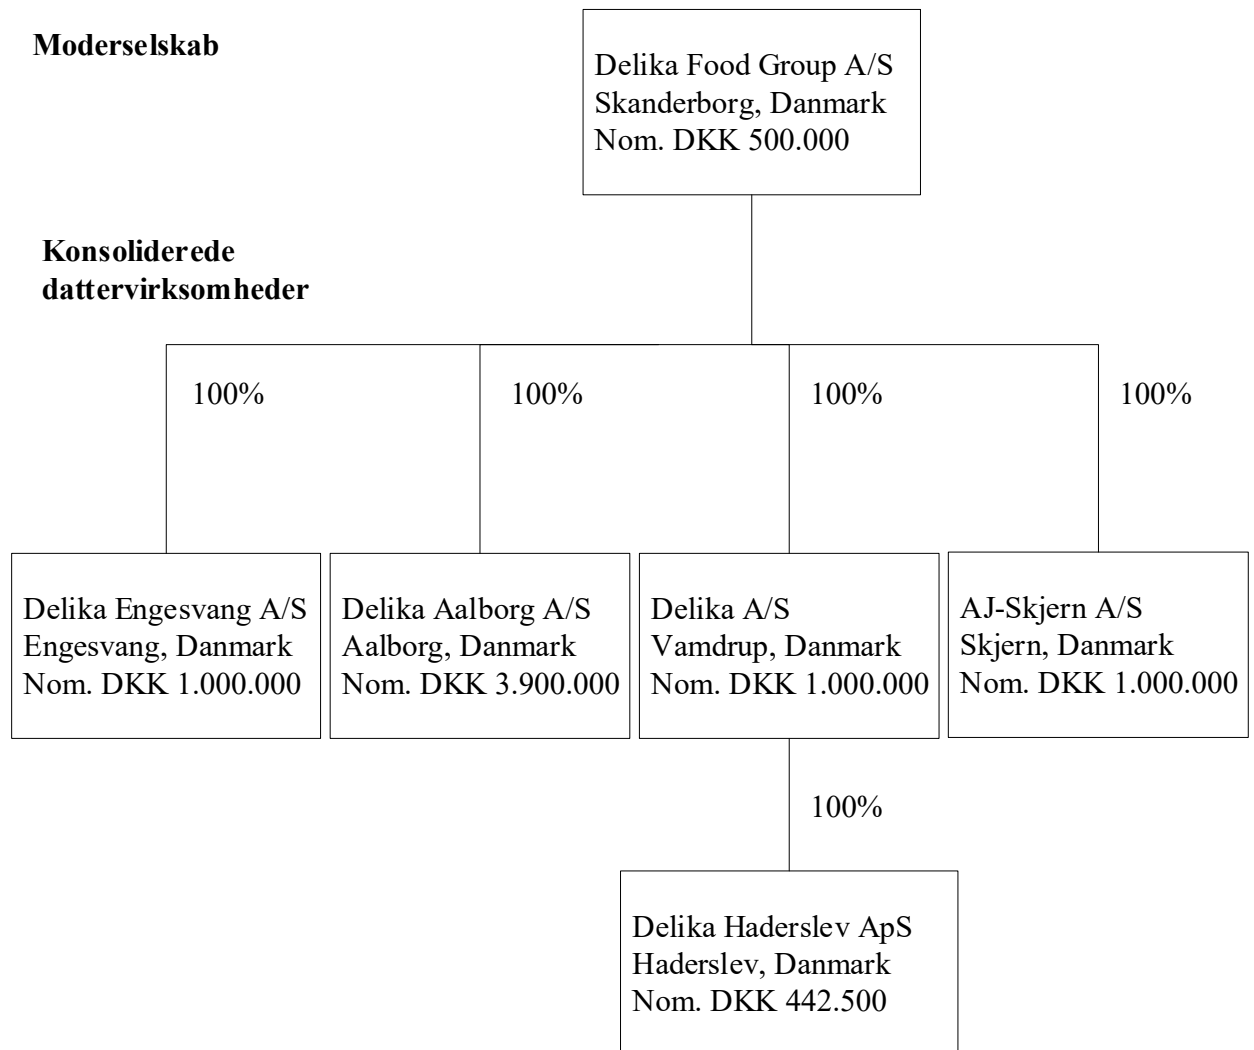 Moderselskab
Delika Food Group A/S
Skanderborg, Danmark
Nom. DKK 500.000
Konsoliderede
dattervirksomheder
100%
100%
100%
100%
Delika Engesvang A/S
Engesvang, Danmark
Nom. DKK 1.000.000
Delika Aalborg A/S
Aalborg, Danmark
Nom. DKK 3.900.000
Delika A/S
Vamdrup, Danmark
Nom. DKK 1.000.000
AJ-Skjern A/S
Skjern, Danmark
Nom. DKK 1.000.000
100%
Delika Haderslev ApS
Haderslev, Danmark
Nom. DKK 442.500